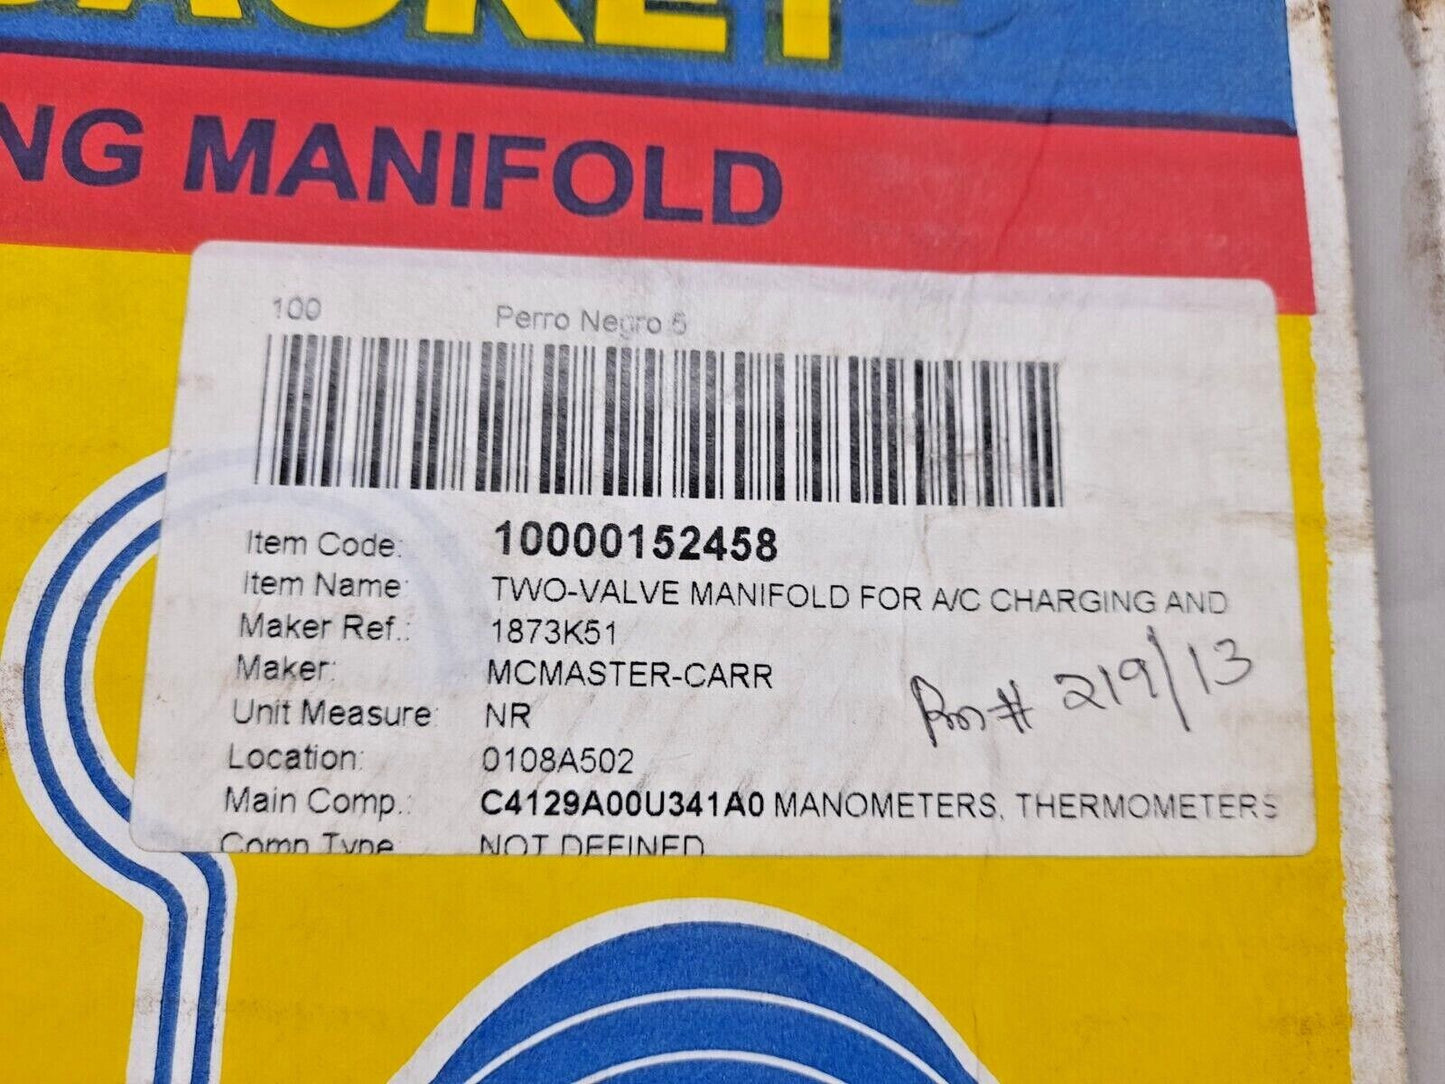 NG MANIFOLD
100 Perro Negro 5
Item Code: 10000152458
Item Name: TWO-VALVE MANIFOLD FOR A/C CHARGING AND
Maker Ref.: 1873K51
Maker: MCMASTER-CARR
Unit Measure: NR
# 219/13
Location: 0108A502
Main Comp.: C4129A00U341A0 MANOMETERS, THERMOMETERS
Comp Type NOT DEFINED